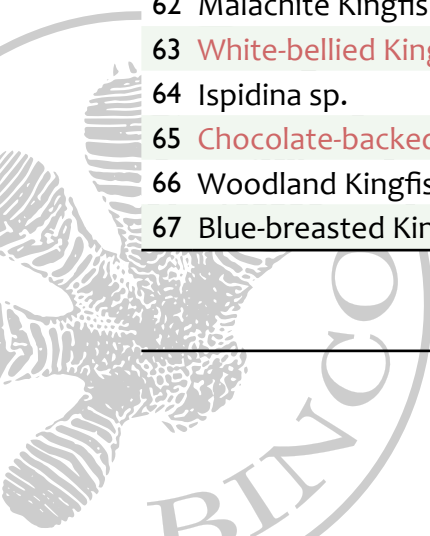 62 Malachite Kingfis
63 White-bellied King
64 Ispidina sp.
65 Chocolate-backed
66 Woodland Kingfis
67 Blue-breasted Kin
BINCO